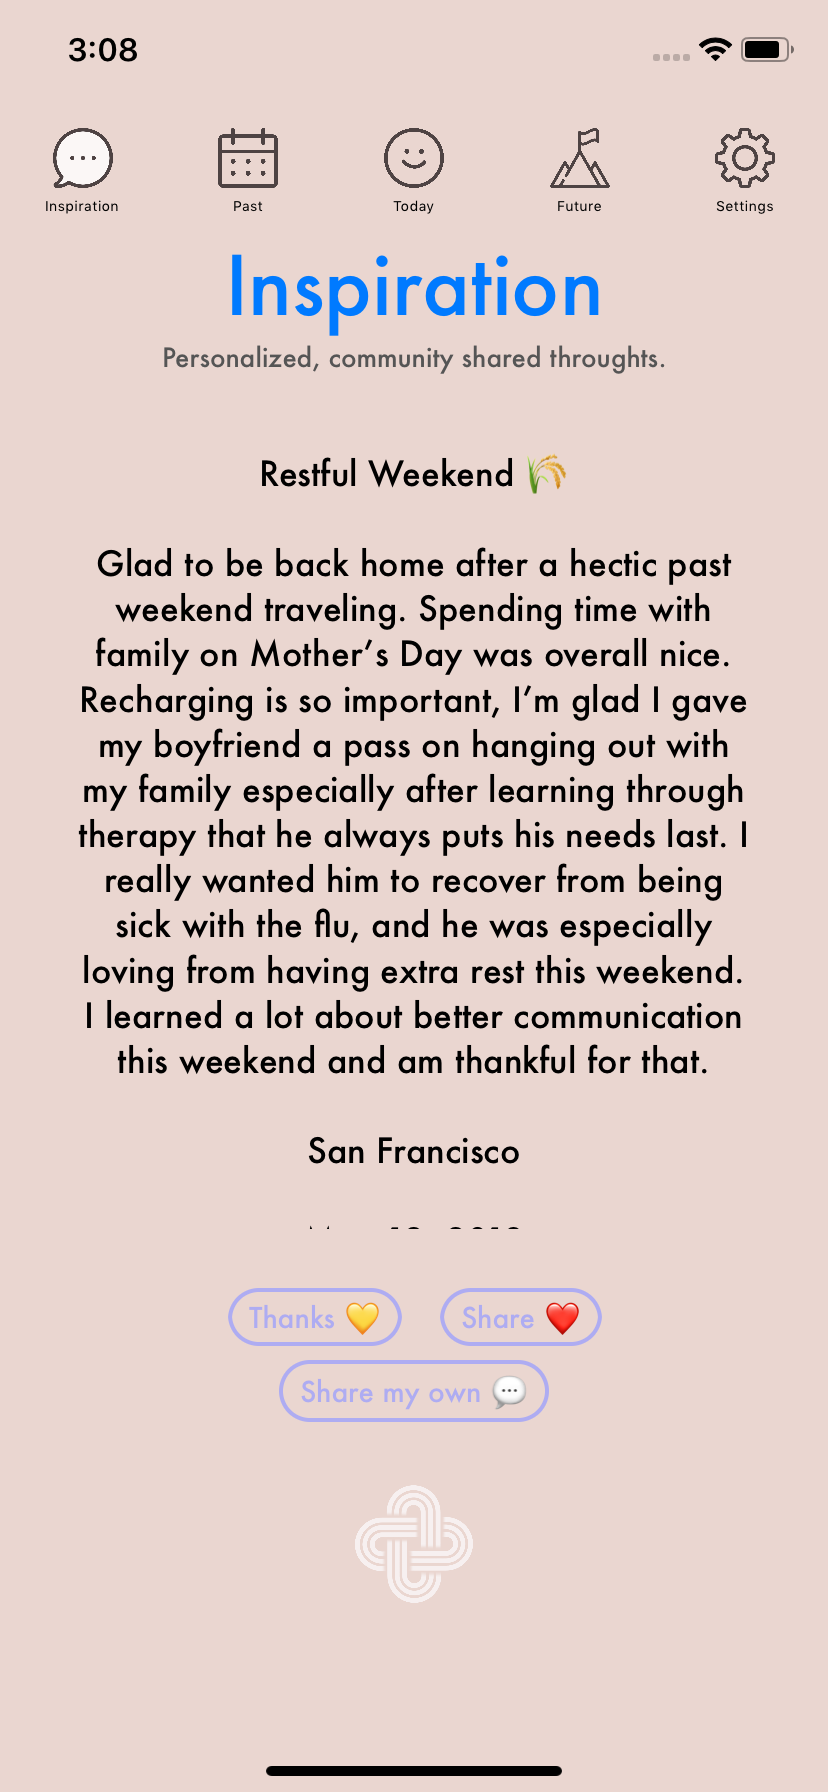 3:08
Inspiration
Past
Today
Future
Settings
Inspiration
Personalized, community shared throughts.
Restful Weekend 🌾
Glad to be back home after a hectic past
weekend traveling. Spending time with
family on Mother’s Day was overall nice.
Recharging is so important, I’m glad I gave
my boyfriend a pass on hanging out with
my family especially after learning through
therapy that he always puts his needs last. I
really wanted him to recover from being
sick with the flu, and he was especially
loving from having extra rest this weekend.
I learned a lot about better communication
this weekend and am thankful for that.
San Francisco
Thanks 💛
Share ❤️
Share my own 💬